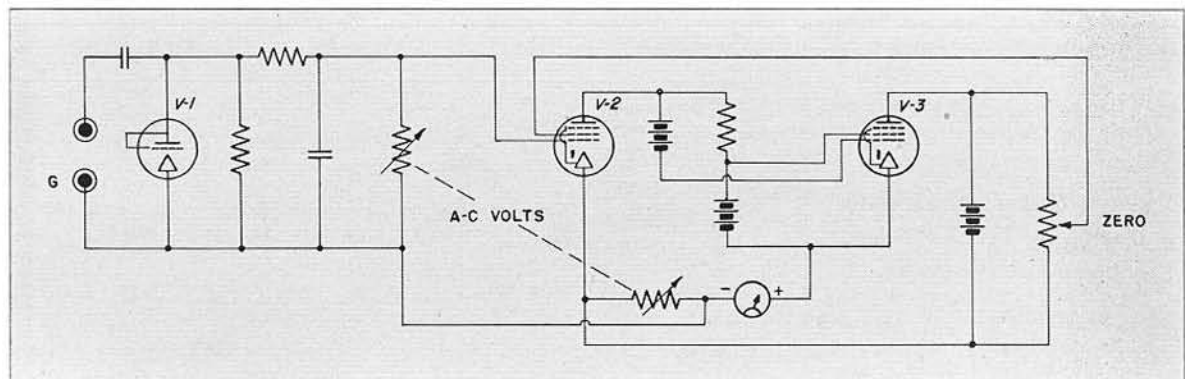 V-1
V-2
V-3
G
A-C VOLTS
ZERO
- +